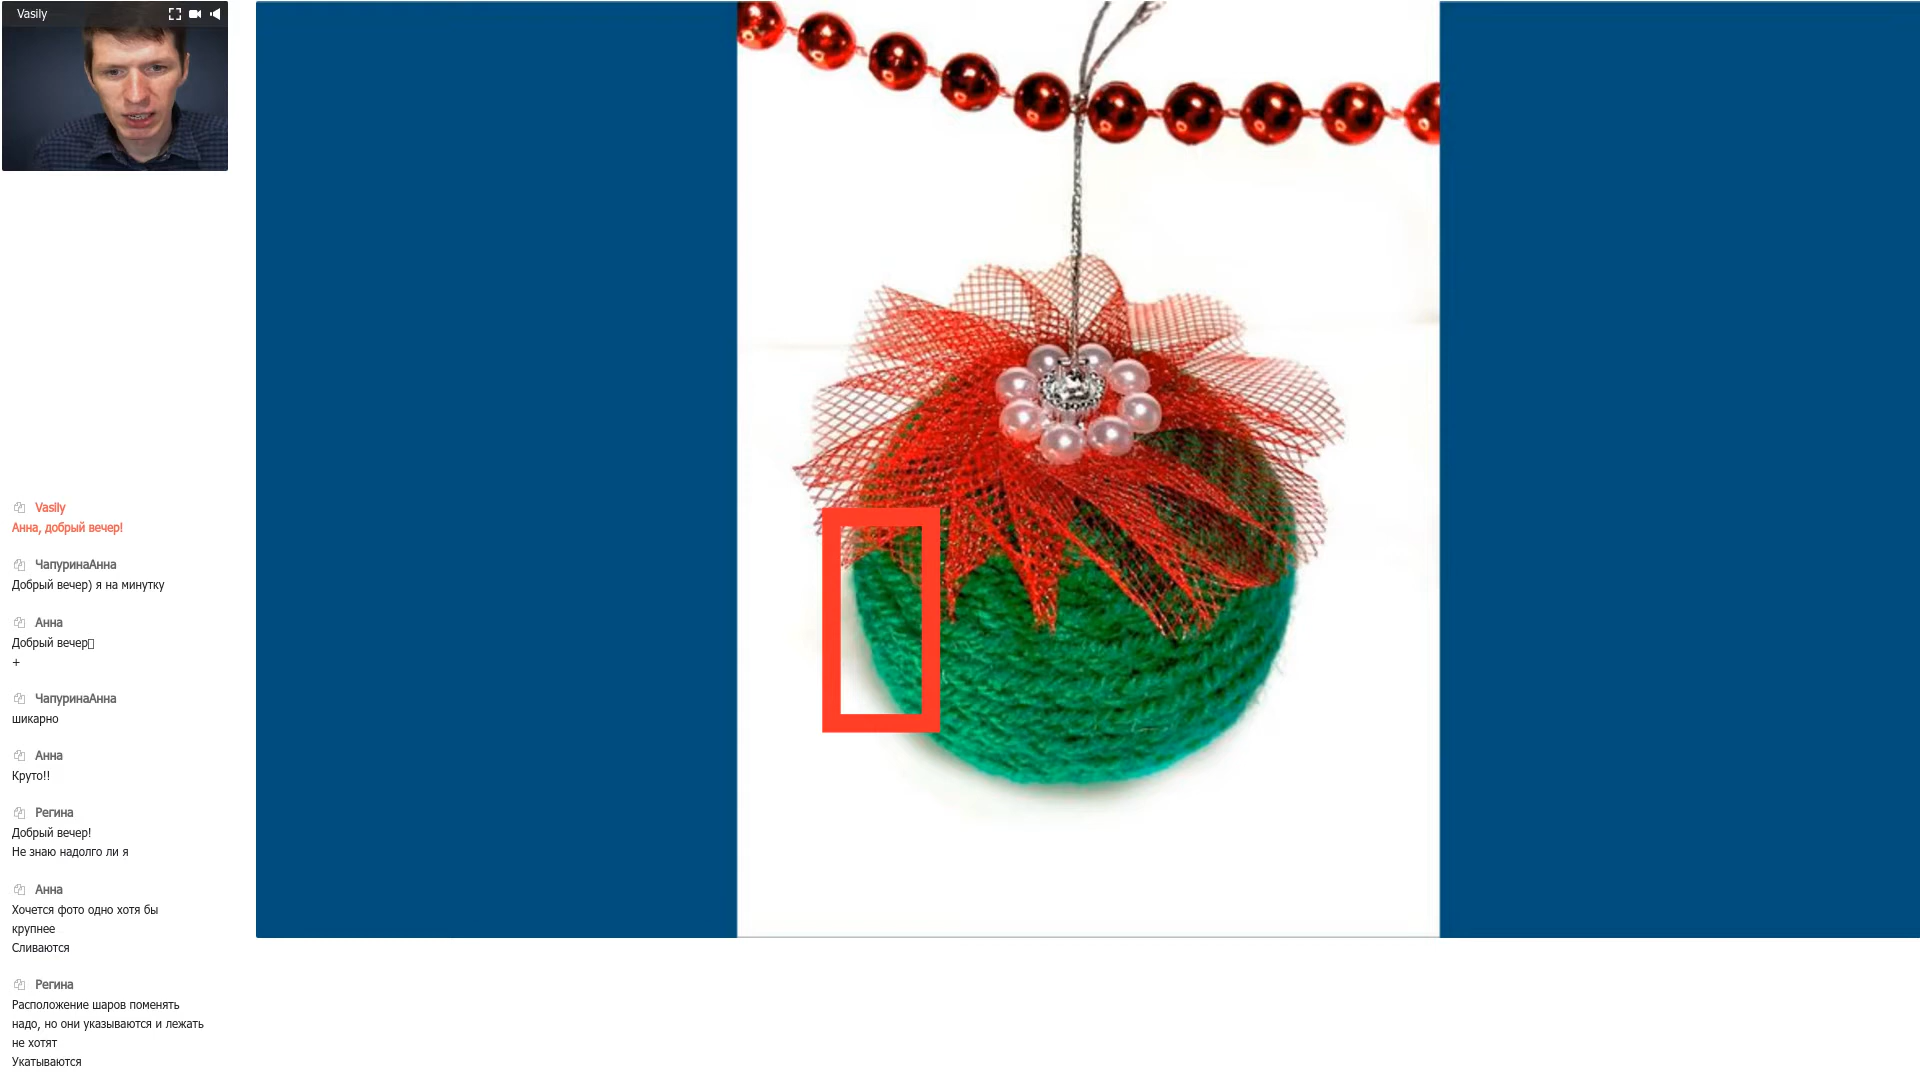 Vasily
Vasily
Анна, добрый вечер!
ЧапуринаАнна
Добрый вечер) я на минутку
Анна
Добрый вечер
+
ЧапуринаАнна
шикарно
Анна
Круто!!
Регина
Добрый вечер!
Не знаю надолго ли я
Анна
Хочется фото одно хотя бы
крупнее
Сливаются
Регина
Расположение шаров поменять
надо, но они указываются и лежать
не хотят
Укатываются